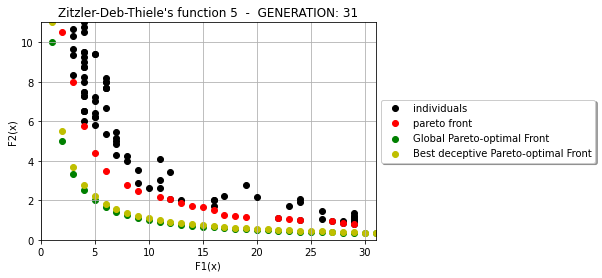 Zitzler-Deb-Thiele's function 5 - GENERATION: 31
10
8
6
4
2
0
F2(x)
0 5 10 15 20 25 30
F1(x)
individuals
pareto front
Global Pareto-optimal Front
Best deceptive Pareto-optimal Front